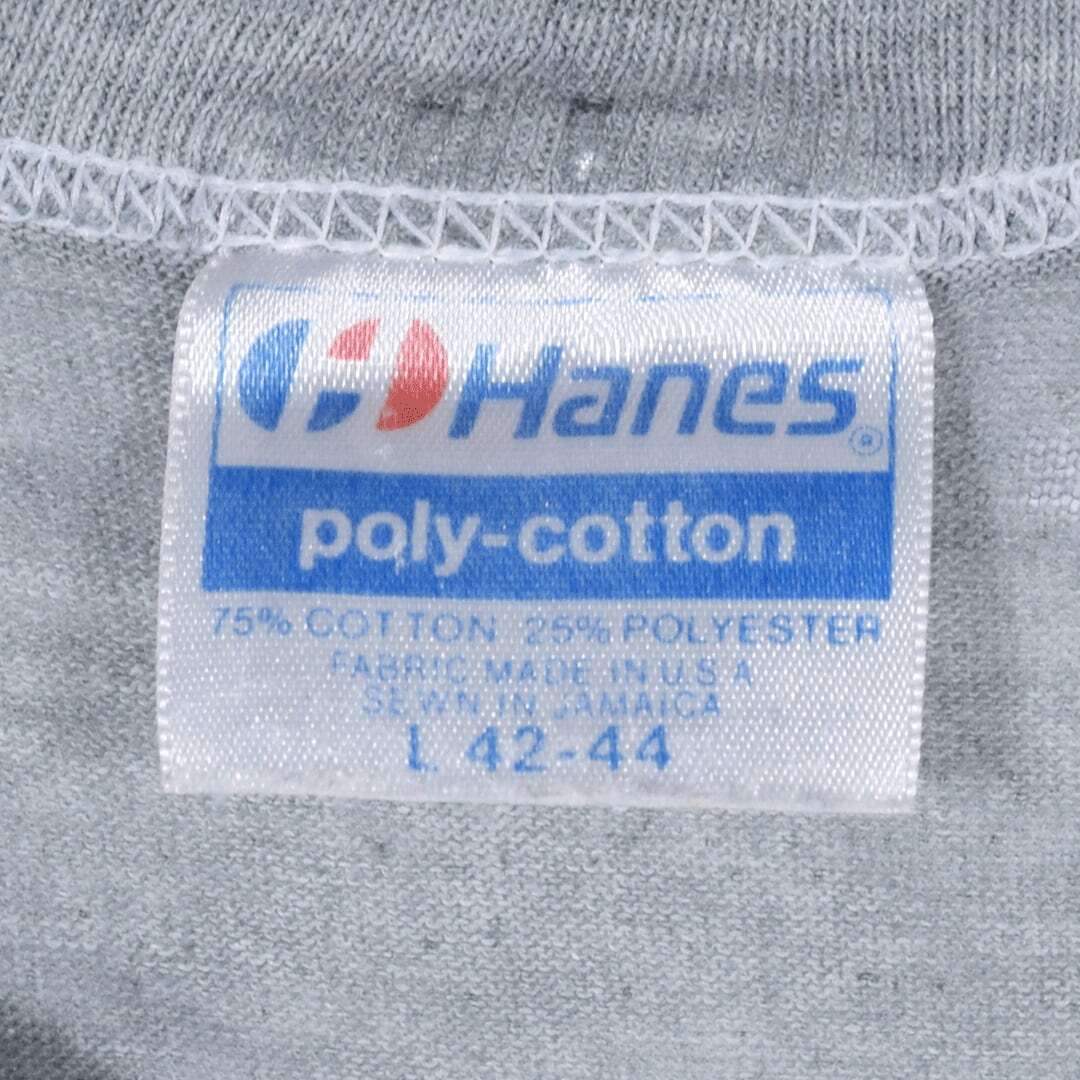 Hanes®
poly-cotton
75% COTTON 25% POLYESTER
FABRIC MADE IN U.S.A
SEWN IN JAMAICA
L 42-44